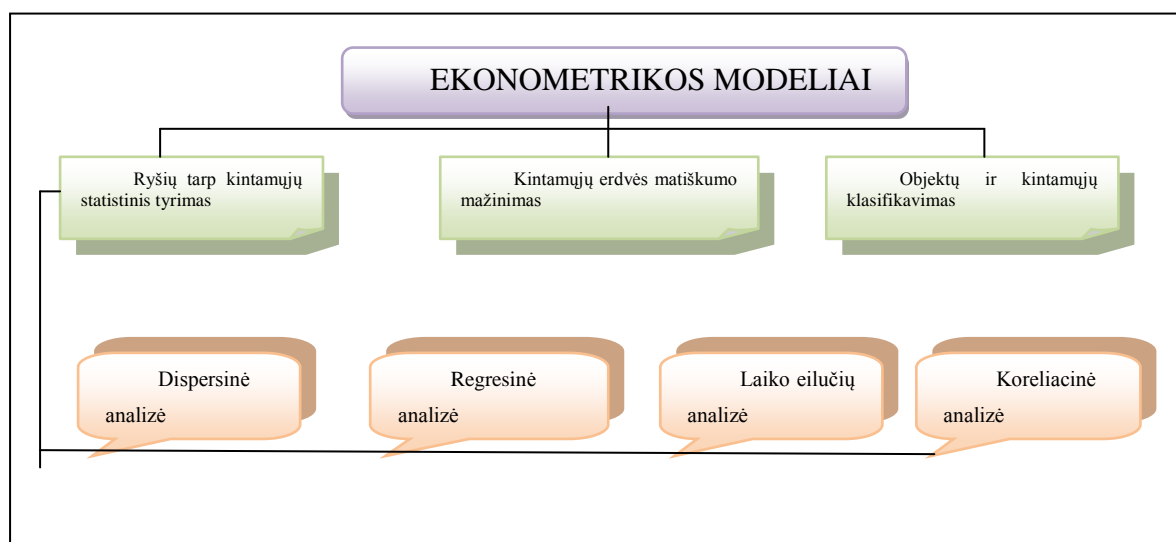 EKONOMETRIKOS MODELIAI
Ryšių tarp kintamųjų
statistinis tyrimas
Kintamųjų erdvės matiškumo
mažinimas
Objektų ir kintamųjų
klasifikavimas
Dispersinė
analizė
Regresinė
analizė
Laiko eilučių
analizė
Koreliacinė
analizė